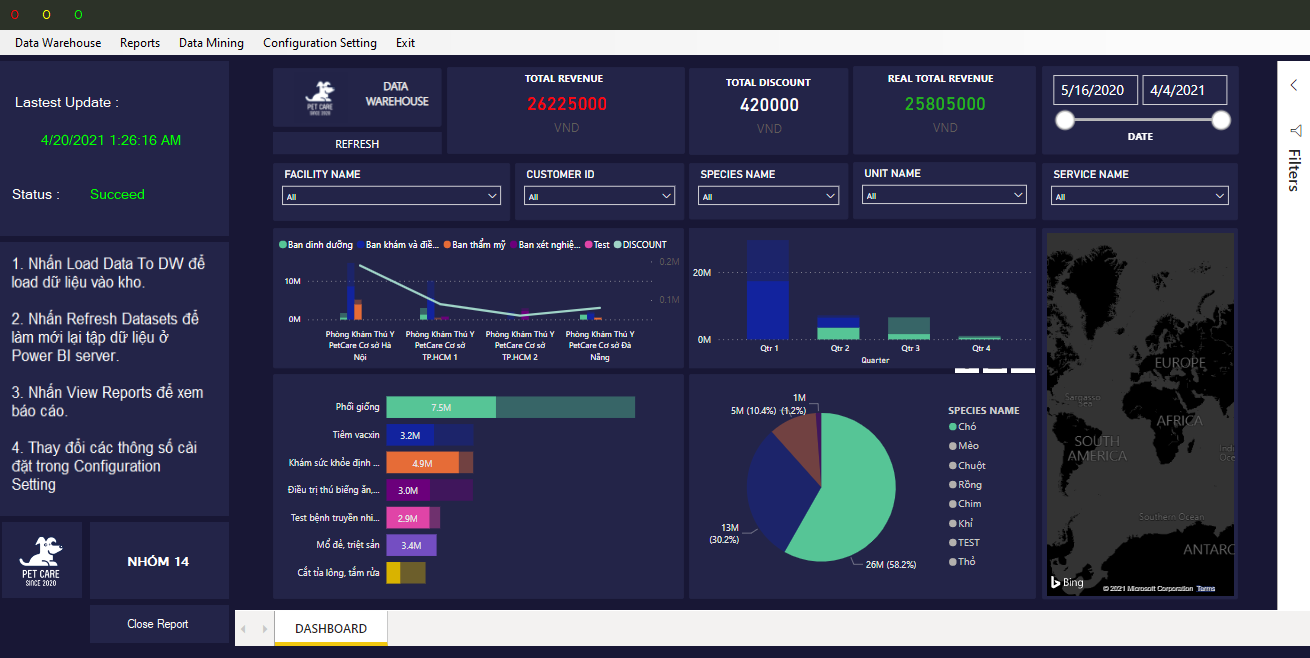 Data Warehouse Reports Data Mining Configuration Setting Exit
Lastest Update :
4/20/2021 1:26:16 AM
Status : Succeed
1. Nhấn Load Data To DW để
load dữ liệu vào kho.
2. Nhấn Refresh Datasets để
làm mới lại tập dữ liệu ở
Power BI server.
3. Nhấn View Reports để xem
báo cáo.
4. Thay đổi các thông số cài
đặt trong Configuration
Setting
PET CARE
SINCE 2020
NHÓM 14
Close Report
PET CARE
SINCE 2020
DATA
WAREHOUSE
REFRESH
TOTAL REVENUE
26225000
VND
TOTAL DISCOUNT
420000
VND
REAL TOTAL REVENUE
25805000
VND
5/16/2020 4/4/2021
DATE
FACILITY NAME
All
CUSTOMER ID
All
SPECIES NAME
All
UNIT NAME
All
SERVICE NAME
All
Ban dinh dưỡng Ban khám và điề... Ban thẩm mỹ Ban xét nghiệ... Test DISCOUNT
0.2M
10M
0.1M
0M
Phòng Khám Thú Y
PetCare Cơ sở Hà
Nội
Phòng Khám Thú Y
PetCare Cơ sở
TP.HCM 1
Phòng Khám Thú Y
PetCare Cơ sở
TP.HCM 2
Phòng Khám Thú Y
PetCare Cơ sở Đà
Nẵng
20M
0M
Qtr 1 Qtr 2 Qtr 3 Qtr 4
Quarter
Phối giống 7.5M
Tiêm vacxin 3.2M
Khám sức khỏe định ... 4.9M
Điều trị thú biếng ăn,... 3.0M
Test bệnh truyền nhi... 2.9M
Mổ đẻ, triệt sản 3.4M
Cắt tỉa lông, tắm rửa
1M
(1.2%)
5M (10.4%)
13M
(30.2%)
26M (58.2%)
SPECIES NAME
Chó
Mèo
Chuột
Rồng
Chim
Khỉ
TEST
Thỏ
EUROPE
Sargasso
Sea
AFRICA
SOUTH
AMERICA
Indi
Oce
Southern Ocean
ANTARC
Bing
© 2021 Microsoft Corporation Terms
Filters
DASHBOARD